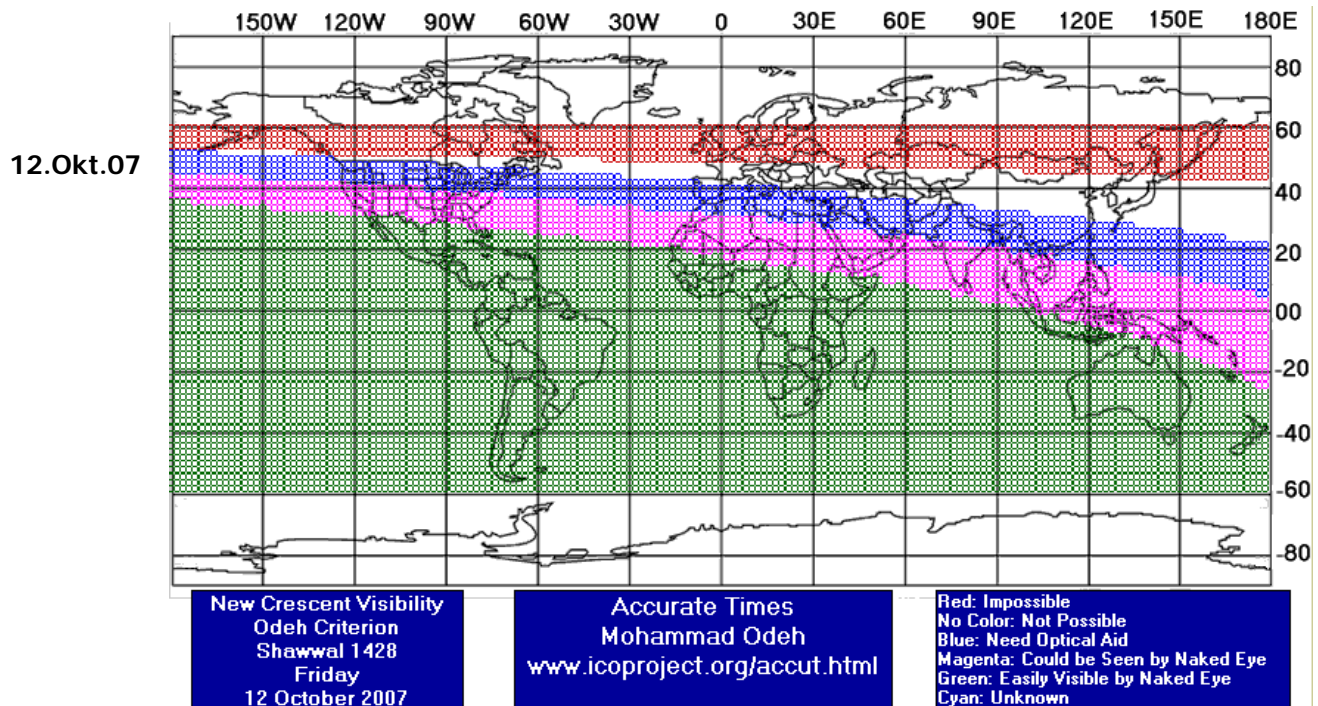 150W 120W 90W 60W 30W 0 30E 60E 90E 120E 150E 180E
80
60
12.Okt.07
40
20
00
-20
-40
-60
-80
New Crescent Visibility
Odeh Criterion
Shawwal 1428
Friday
12 October 2007
Accurate Times
Mohammad Odeh
www.icoproject.org/accut.html
Red: Impossible
No Color: Not Possible
Blue: Need Optical Aid
Magenta: Could be Seen by Naked Eye
Green: Easily Visible by Naked Eye
Cyan: Unknown